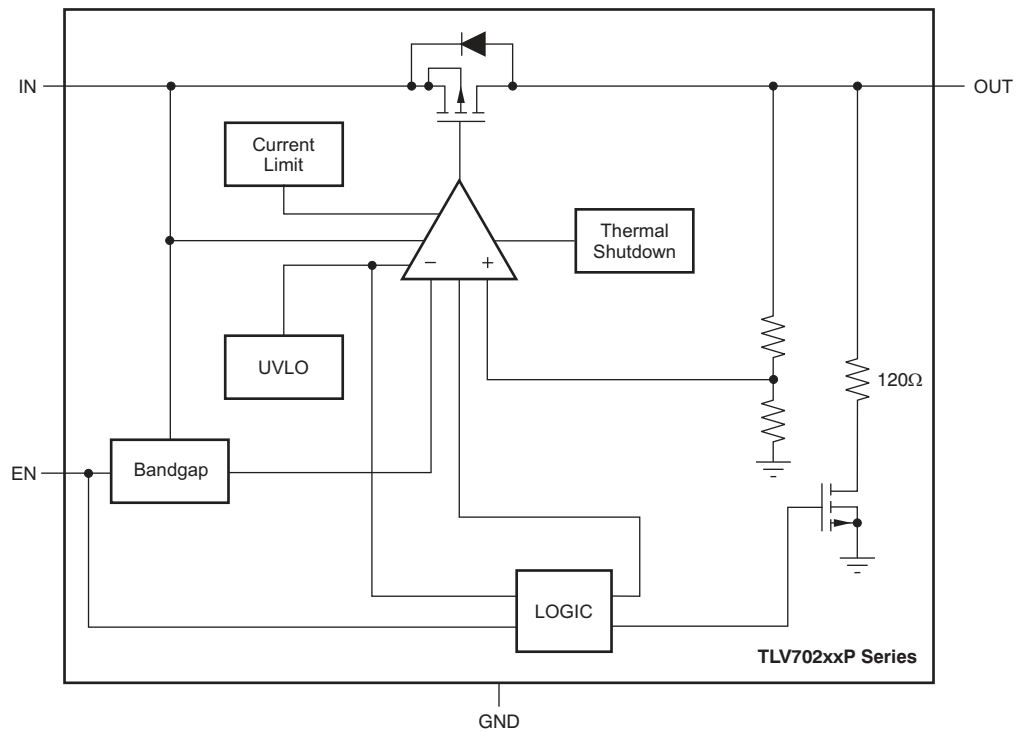 IN
OUT
Current
Limit
Thermal
Shutdown
−
+
UVLO
120Ω
EN
Bandgap
LOGIC
TLV702xxP Series
GND